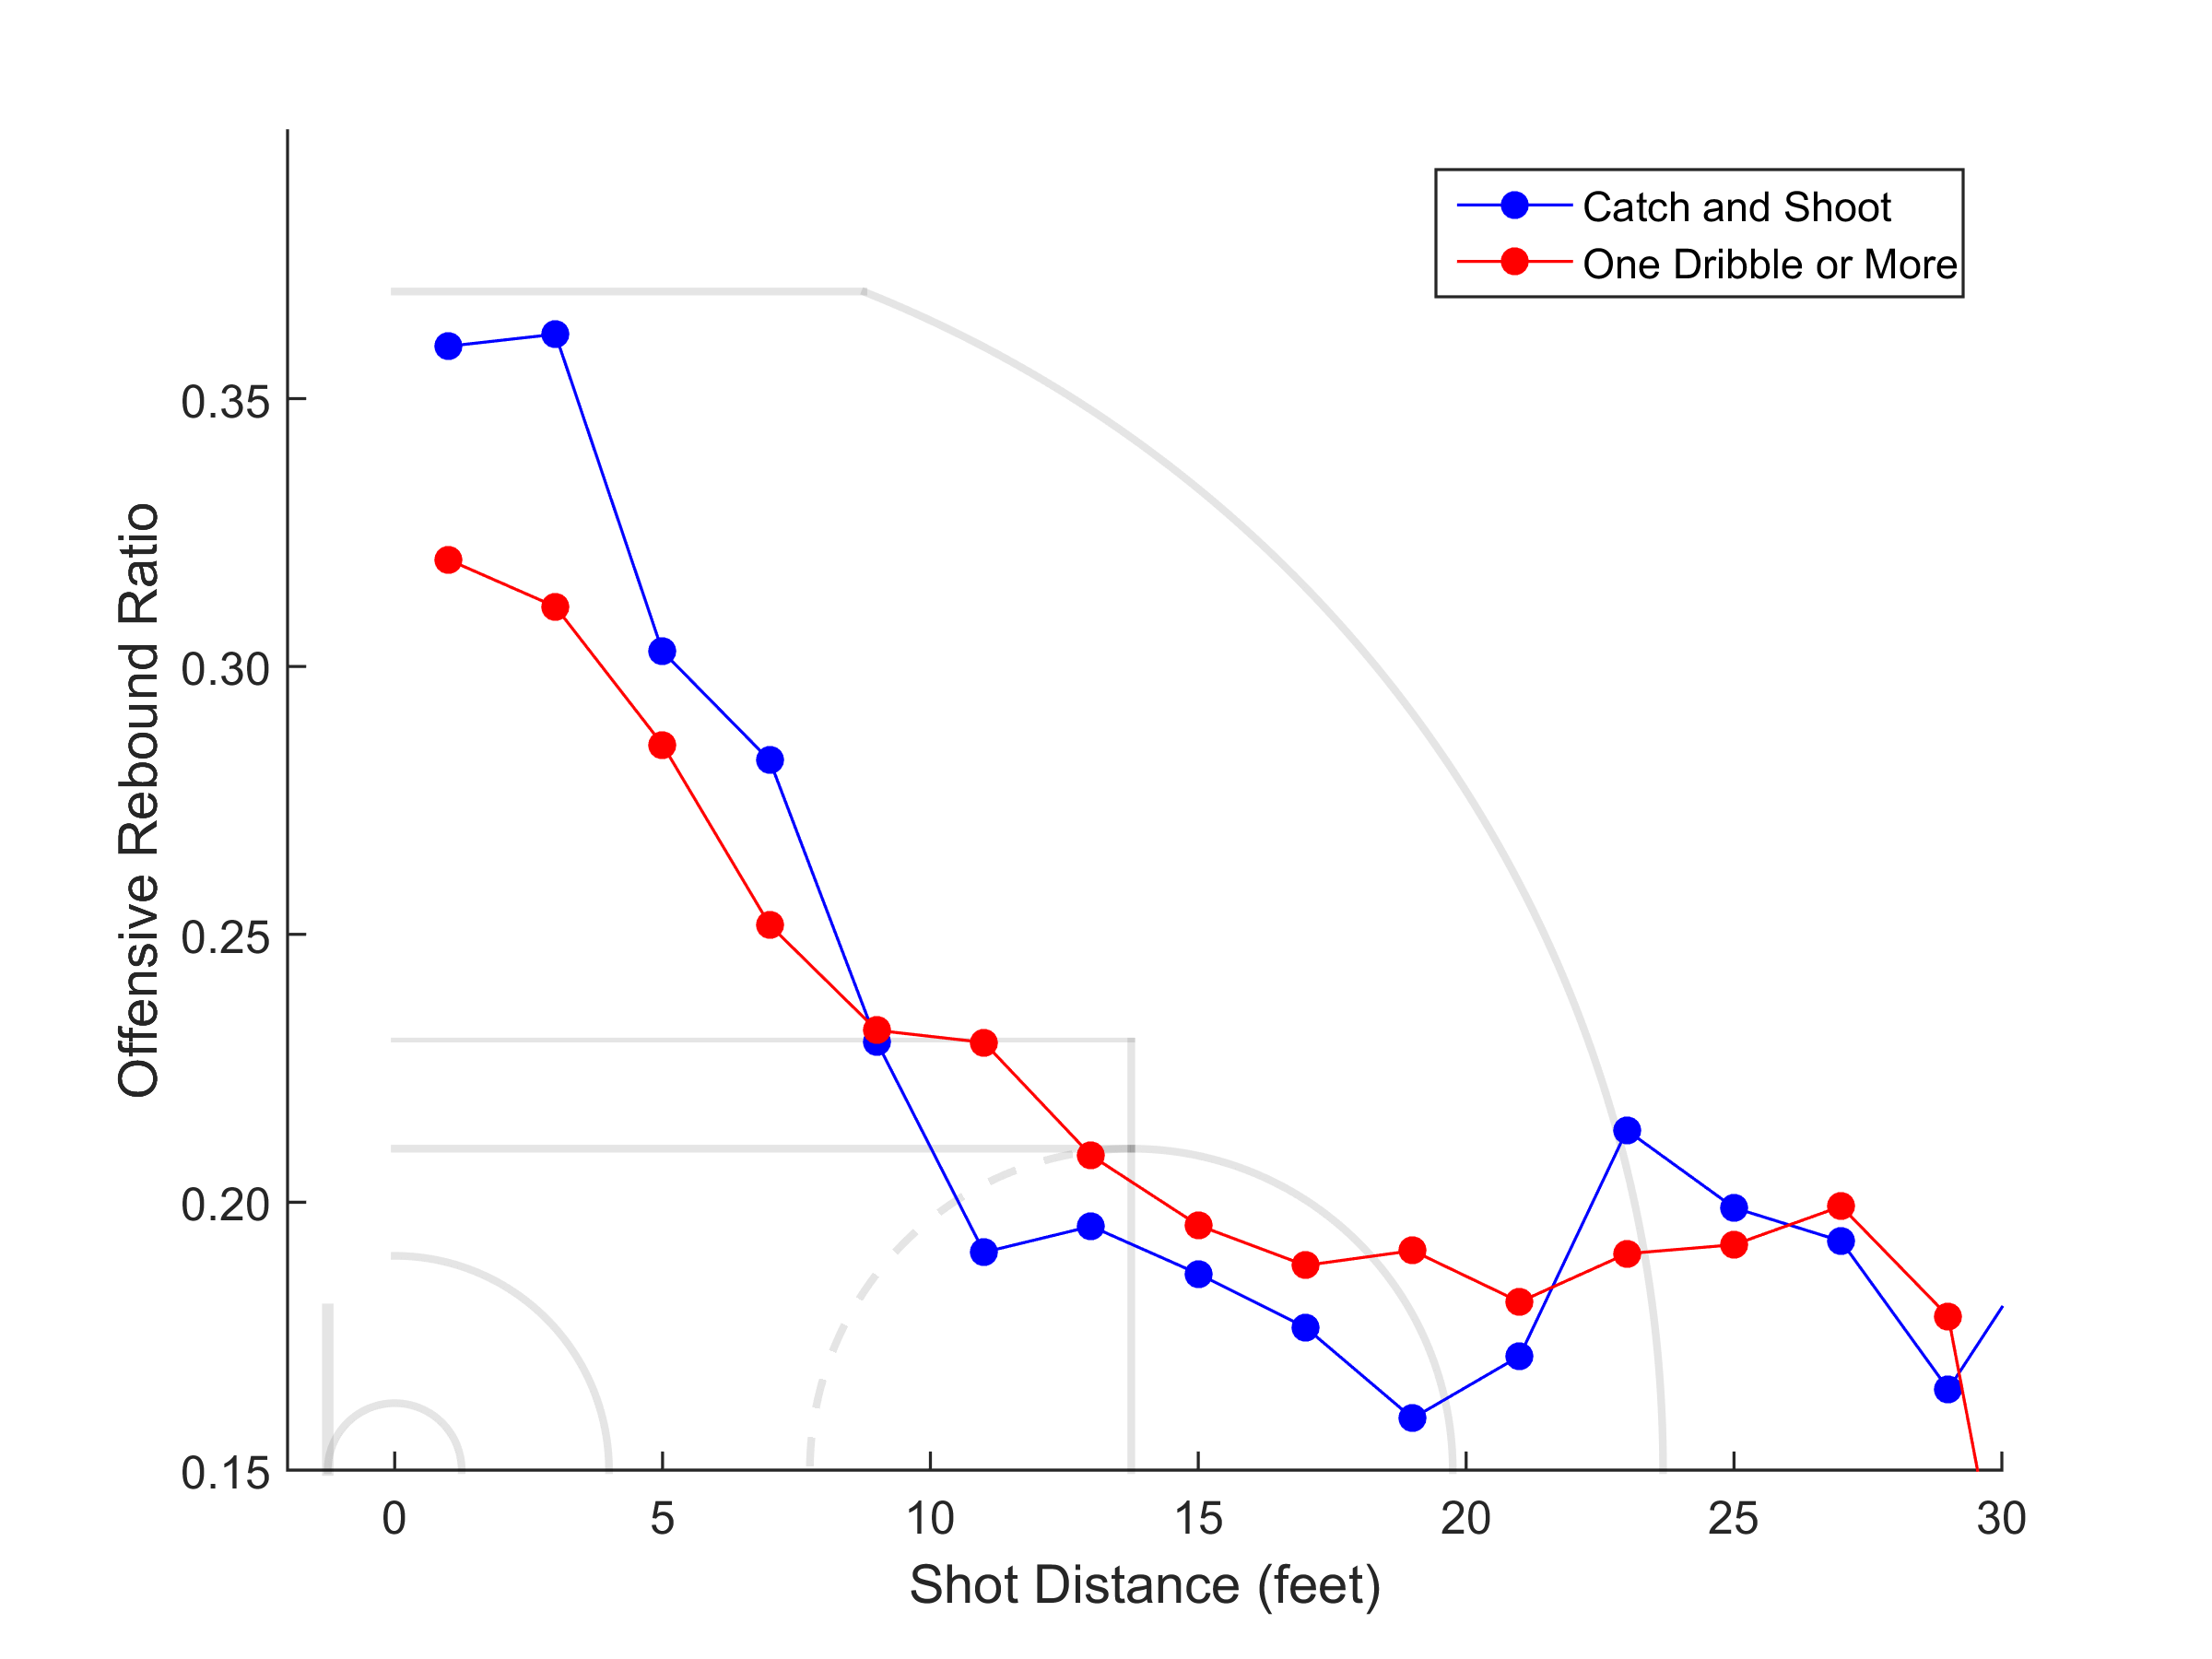 Catch and Shoot
One Dribble or More
Offensive Rebound Ratio
0.35
0.30
0.25
0.20
0.15
0 5 10 15 20 25 30
Shot Distance (feet)